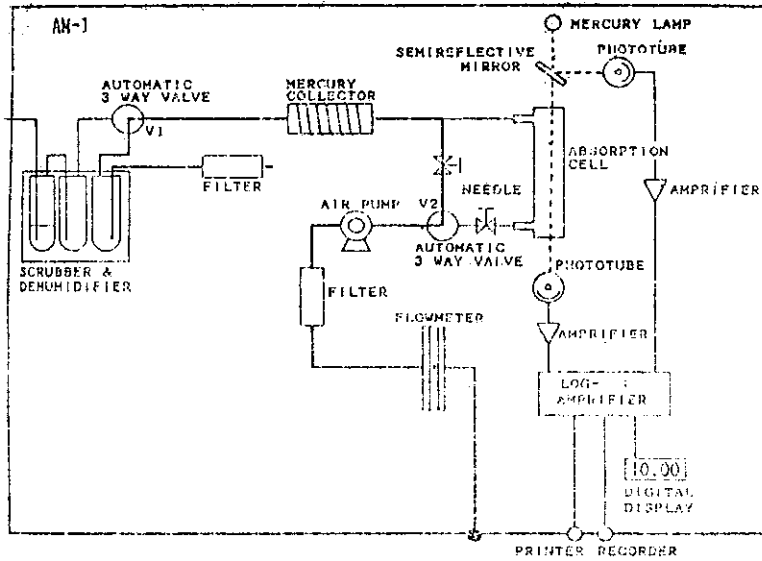 AM-1
MERCURY LAMP
SEMIREFLECTIVE
MIRROR
PHOTOTUBE
AUTOMATIC
3 WAY VALVE
V1
MERCURY
COLLECTOR
ABSORPTION
CELL
FILTER
AMPRIFIER
NEEDLE
V2
AIR PUMP
AUTOMATIC
3 WAY VALVE
SCRUBBER &
DEHUMIDIFIER
PHOTOTUBE
FILTER
FLOWMETER
AMPRIFIER
LOG-
AMPRIFIER
0.00
DIGITAL
DISPLAY
PRINTER RECORDER